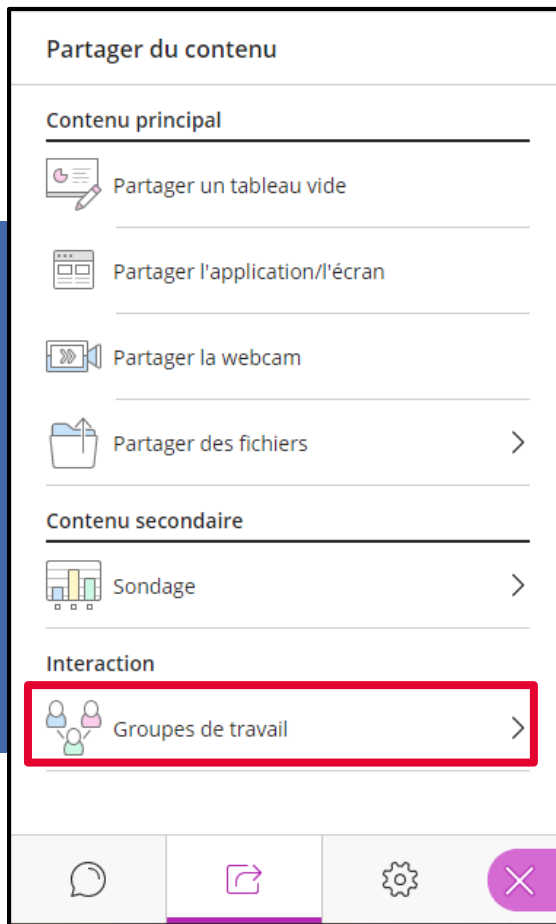 Partager du contenu
Contenu principal
Partager un tableau vide
Partager l'application/l'écran
Partager la webcam
Partager des fichiers
Contenu secondaire
Sondage
Interaction
Groupes de travail